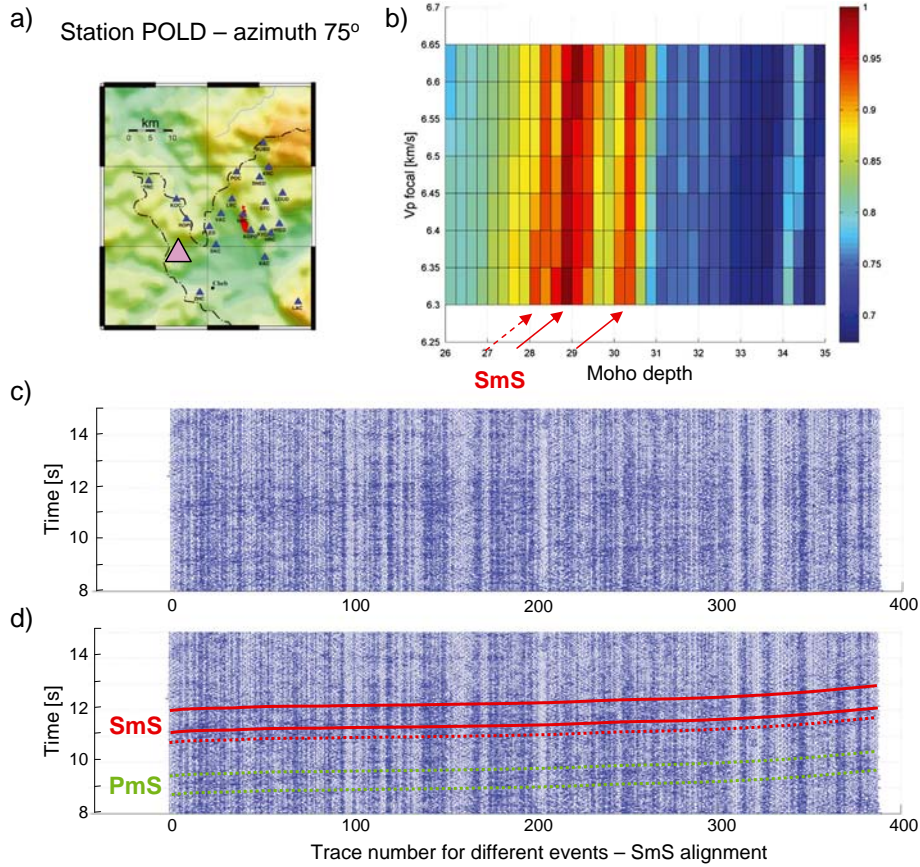 a)
Station POLD – azimuth 75o
km
0 5 10
Cheb
b)
Vp focal [km/s]
6.65
6.6
6.55
6.5
6.45
6.4
6.35
6.3
6.25
26 27 28 29 30 31 32 33 34 35
1
0.95
0.9
0.85
0.8
0.75
0.7
SmS
Moho depth
c)
Time [s]
14
12
10
8
0 100 200 300 400
d)
Time [s]
14
12
10
8
SmS
PmS
0 100 200 300 400
Trace number for different events – SmS alignment